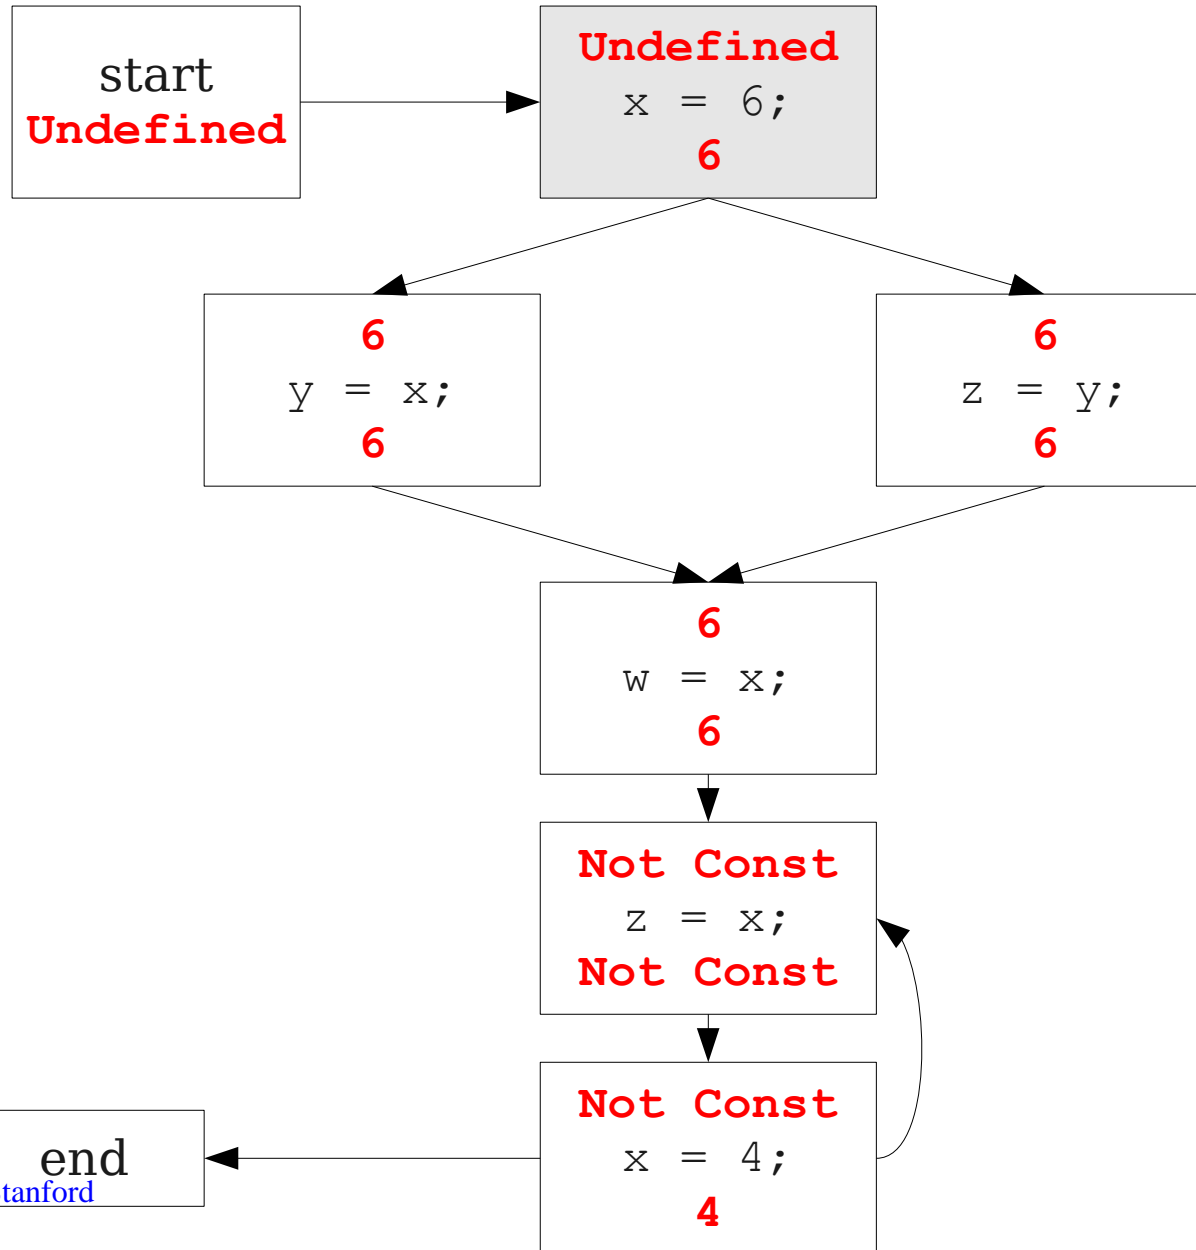 start
Undefined
Undefined
x = 6;
6
6
y = x;
6
6
z = y;
6
6
w = x;
6
Not Const
z = x;
Not Const
Not Const
x = 4;
4
end
tanford